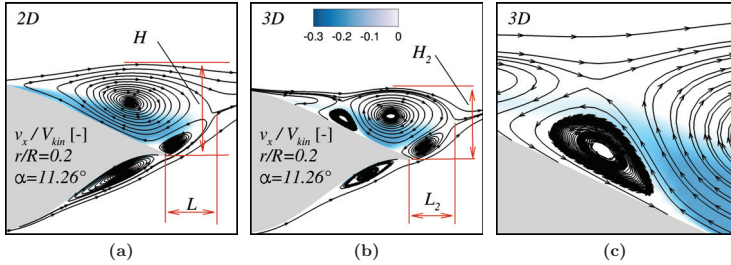 2D
H
v_x / V_kin [-]
r/R=0.2
α=11.26°
L
(a)
3D
-0.3 -0.2 -0.1 0
H_2
v_x / V_kin [-]
r/R=0.2
α=11.26°
L_2
(b)
3D
(c)